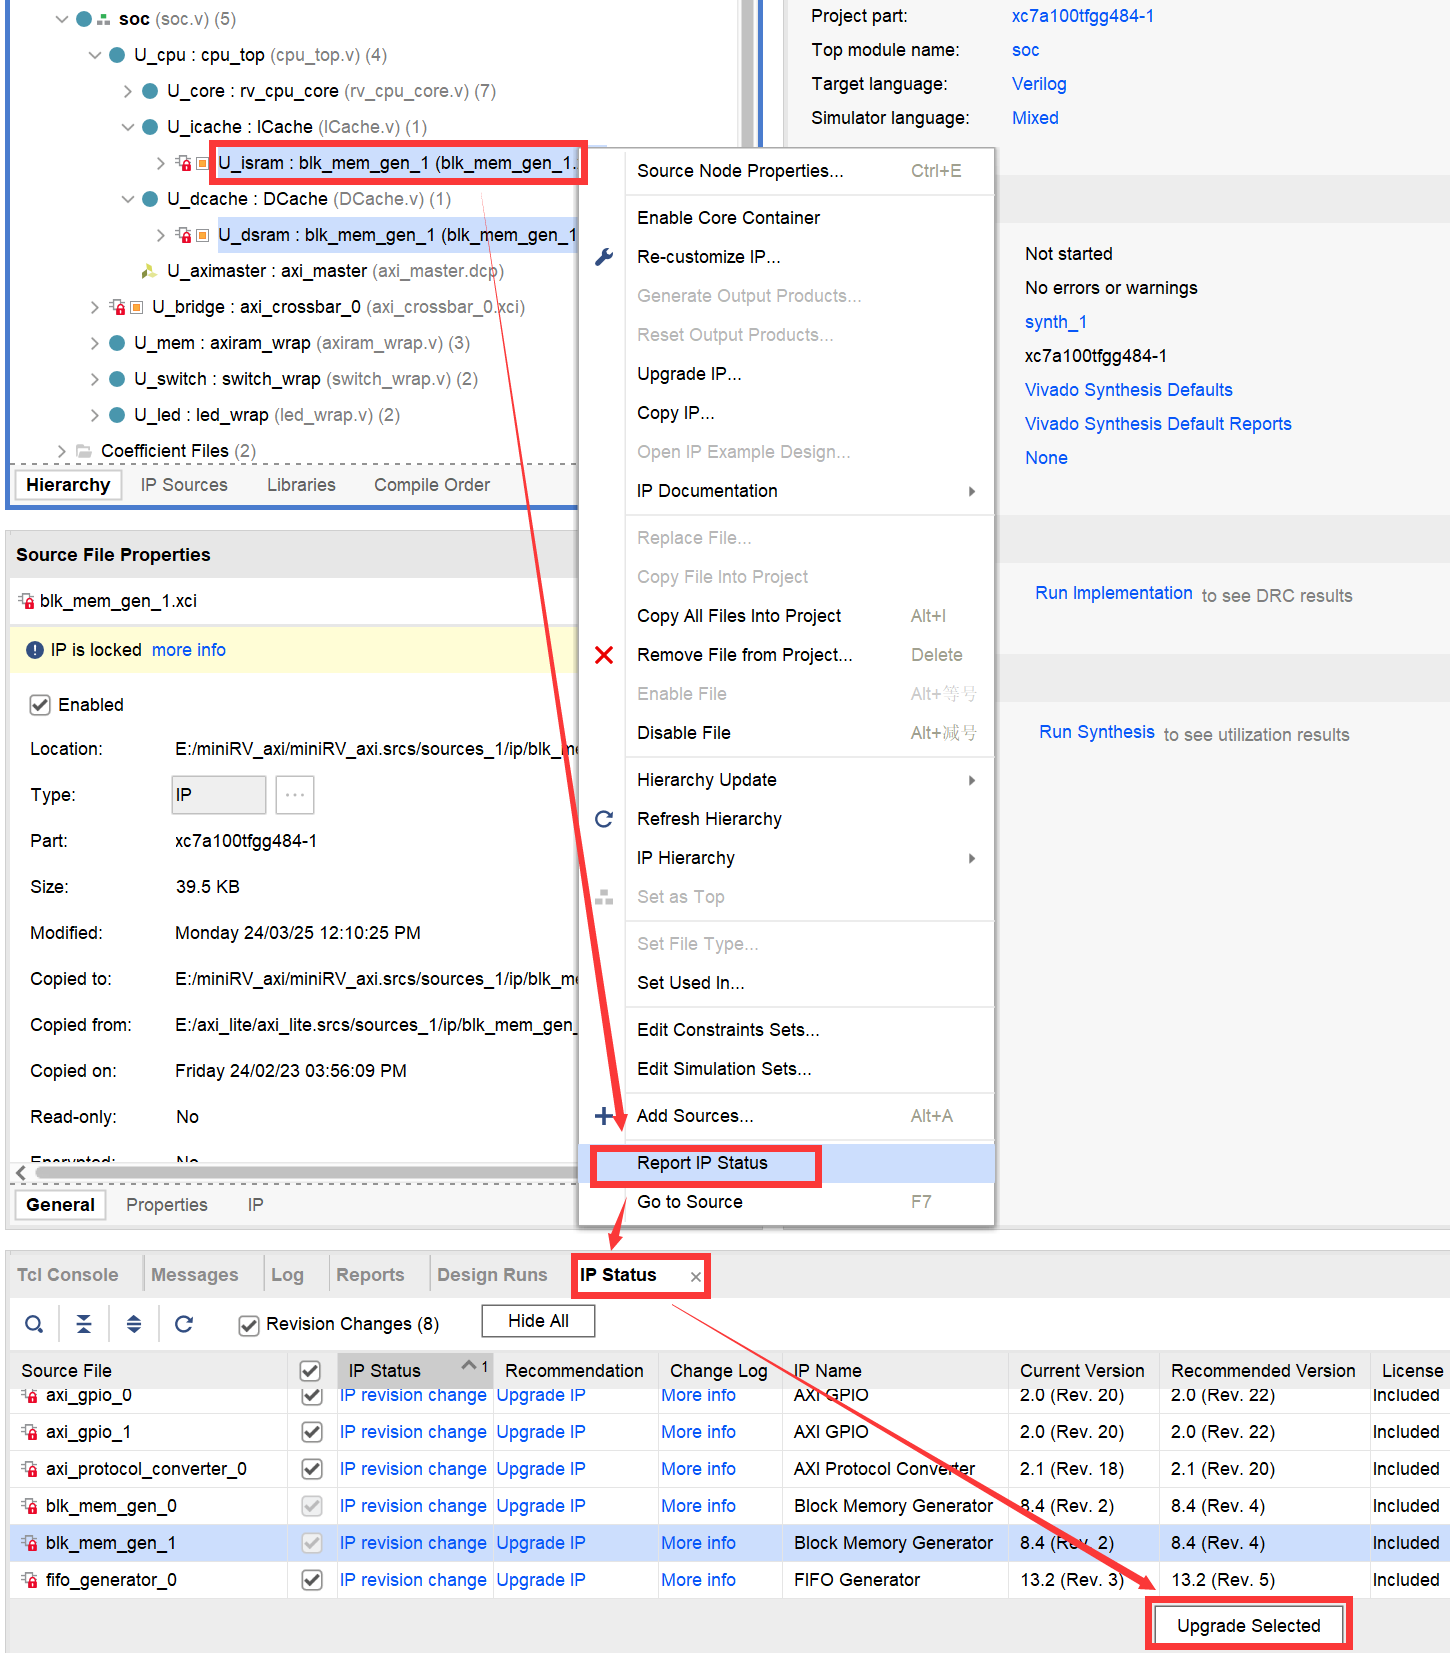 soc (soc.v) (5)
U_cpu : cpu_top (cpu_top.v) (4)
U_core : rv_cpu_core (rv_cpu_core.v) (7)
U_icache : ICache (ICache.v) (1)
U_isram : blk_mem_gen_1 (blk_mem_gen_1.
U_dcache : DCache (DCache.v) (1)
U_dsram : blk_mem_gen_1 (blk_mem_gen_1
U_aximaster : axi_master (axi_master.dcp)
U_bridge : axi_crossbar_0 (axi_crossbar_0.xci)
U_mem : axiram_wrap (axiram_wrap.v) (3)
U_switch : switch_wrap (switch_wrap.v) (2)
U_led : led_wrap (led_wrap.v) (2)
Coefficient Files (2)
Hierarchy IP Sources Libraries Compile Order
Project part: xc7a100tfgg484-1
Top module name: soc
Target language: Verilog
Simulator language: Mixed
Not started
No errors or warnings
synth_1
xc7a100tfgg484-1
Vivado Synthesis Defaults
Vivado Synthesis Default Reports
None
Run Implementation to see DRC results
Run Synthesis to see utilization results
Source Node Properties... Ctrl+E
Enable Core Container
Re-customize IP...
Generate Output Products...
Reset Output Products...
Upgrade IP...
Copy IP...
Open IP Example Design...
IP Documentation
Replace File...
Copy File Into Project
Copy All Files Into Project Alt+I
Remove File from Project... Delete
Enable File Alt+等号
Disable File Alt+减号
Hierarchy Update
Refresh Hierarchy
IP Hierarchy
Set as Top
Set File Type...
Set Used In...
Edit Constraints Sets...
Edit Simulation Sets...
Add Sources... Alt+A
Report IP Status
Go to Source F7
Source File Properties
blk_mem_gen_1.xci
IP is locked more info
Enabled
Location: E:/miniRV_axi/miniRV_axi.srcs/sources_1/ip/blk_me
Type: IP ...
Part: xc7a100tfgg484-1
Size: 39.5 KB
Modified: Monday 24/03/25 12:10:25 PM
Copied to: E:/miniRV_axi/miniRV_axi.srcs/sources_1/ip/blk_me
Copied from: E:/axi_lite/axi_lite.srcs/sources_1/ip/blk_mem_gen_
Copied on: Friday 24/02/23 03:56:09 PM
Read-only: No
Encrypted: No
General Properties IP
Tcl Console Messages Log Reports Design Runs IP Status ×
Revision Changes (8) Hide All
Source File IP Status 1 Recommendation Change Log IP Name Current Version Recommended Version License
axi_gpio_0 IP revision change Upgrade IP More info AXI GPIO 2.0 (Rev. 20) 2.0 (Rev. 22) Included
axi_gpio_1 IP revision change Upgrade IP More info AXI GPIO 2.0 (Rev. 20) 2.0 (Rev. 22) Included
axi_protocol_converter_0 IP revision change Upgrade IP More info AXI Protocol Converter 2.1 (Rev. 18) 2.1 (Rev. 20) Included
blk_mem_gen_0 IP revision change Upgrade IP More info Block Memory Generator 8.4 (Rev. 2) 8.4 (Rev. 4) Included
blk_mem_gen_1 IP revision change Upgrade IP More info Block Memory Generator 8.4 (Rev. 2) 8.4 (Rev. 4) Included
fifo_generator_0 IP revision change Upgrade IP More info FIFO Generator 13.2 (Rev. 3) 13.2 (Rev. 5) Included
Upgrade Selected